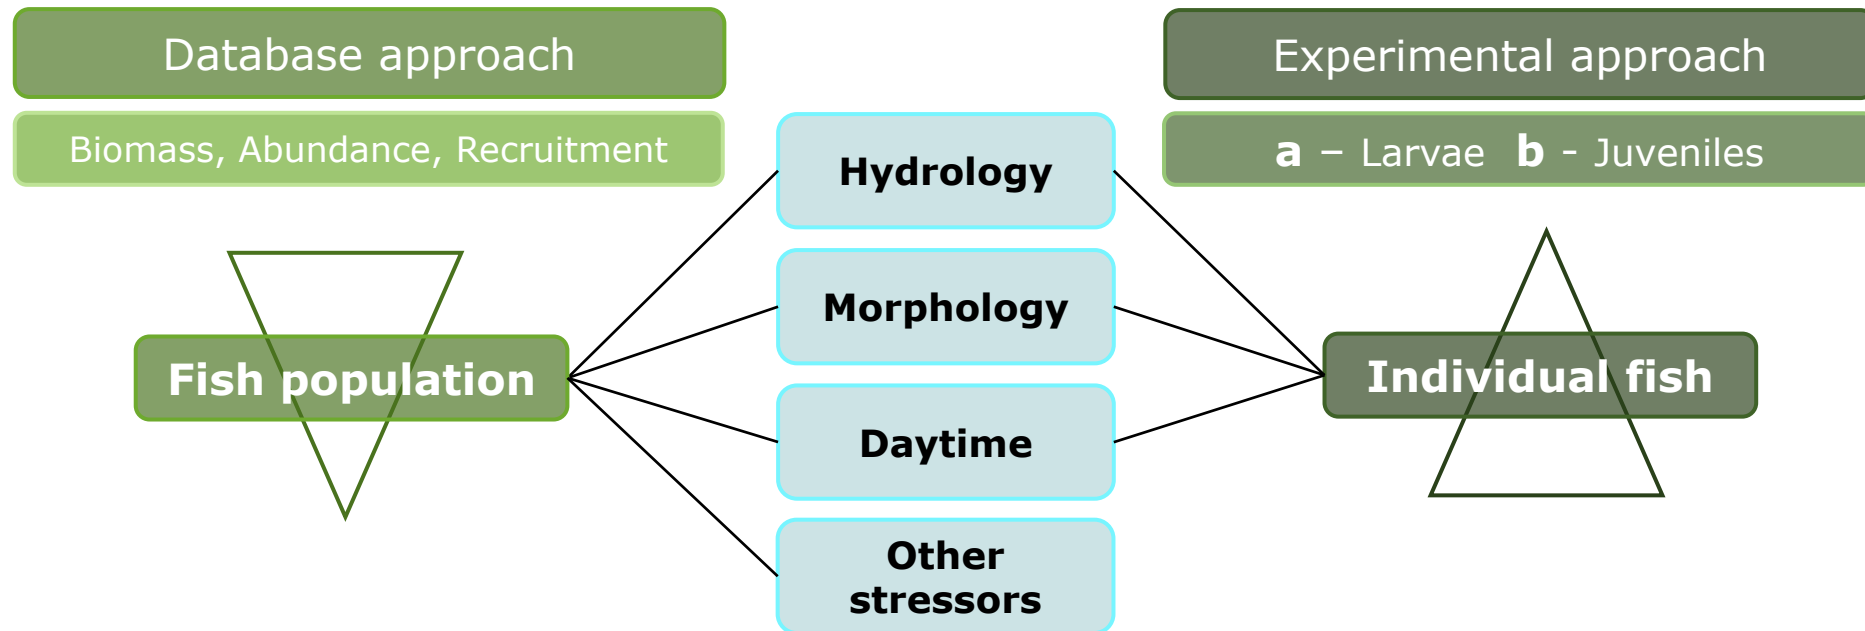 Database approach
Biomass, Abundance, Recruitment
Fish population
Hydrology
Morphology
Daytime
Other
stressors
Experimental approach
a – Larvae b - Juveniles
Individual fish